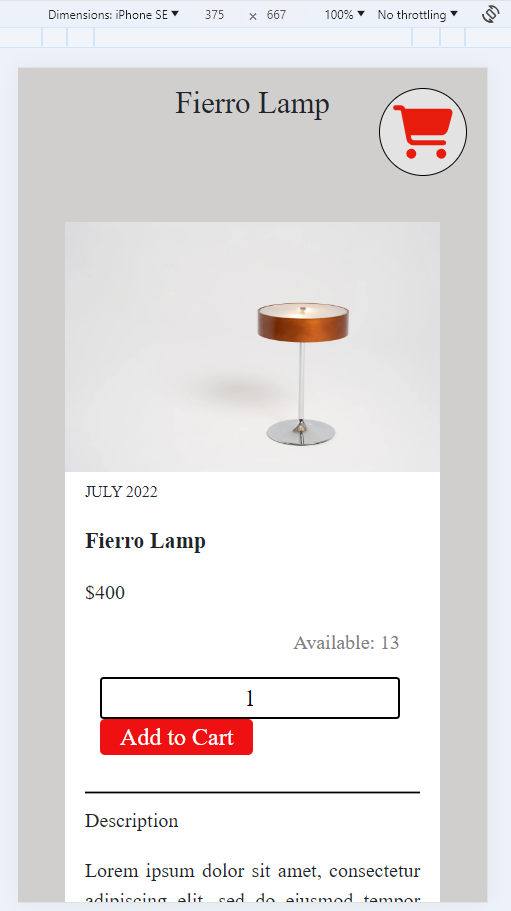 Dimensions: iPhone SE 375 × 667 100% No throttling
Fierro Lamp
JULY 2022
Fierro Lamp
$400
Available: 13
1
Add to Cart
Description
Lorem ipsum dolor sit amet, consectetur
adipiscing elit, sed do eiusmod tempor